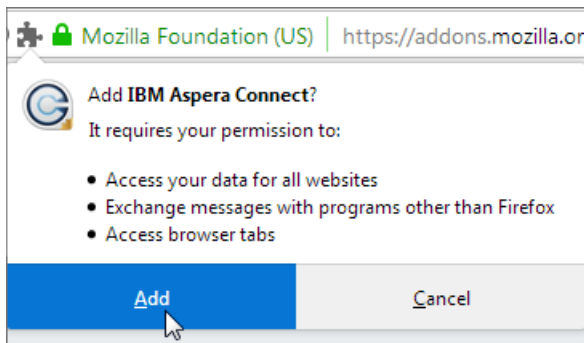 Mozilla Foundation (US) https://addons.mozilla.or
Add IBM Aspera Connect?
It requires your permission to:
• Access your data for all websites
• Exchange messages with programs other than Firefox
• Access browser tabs
Add Cancel